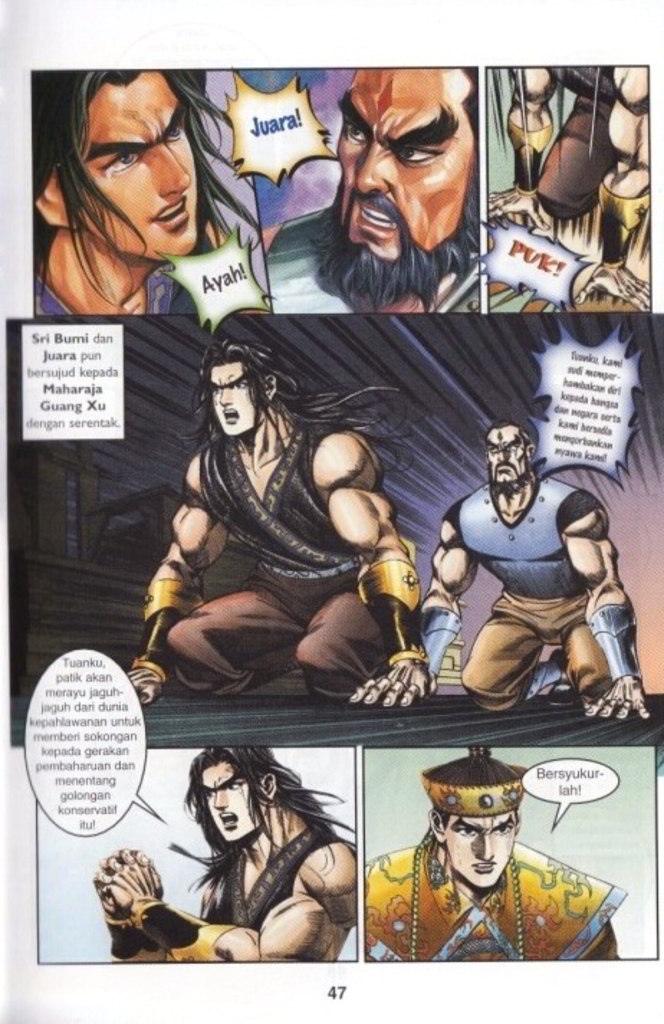 Juara!
Ayah!
PUK!
Sri Bumi dan
Juara pun
bersujud kepada
Maharaja
Guang Xu
dengan serentak.
Tuanku, kami
sudi memper-
hambakan diri
kepada bangsa
dan negara serta
kami bersedia
mengorbankan
nyawa kami!
Tuanku,
patik akan
merayu jaguh-
jaguh dari dunia
kepahlawanan untuk
memberi sokongan
kepada gerakan
pembaharuan dan
menentang
golongan
konservatif
itu!
Bersyukur-
lah!
47